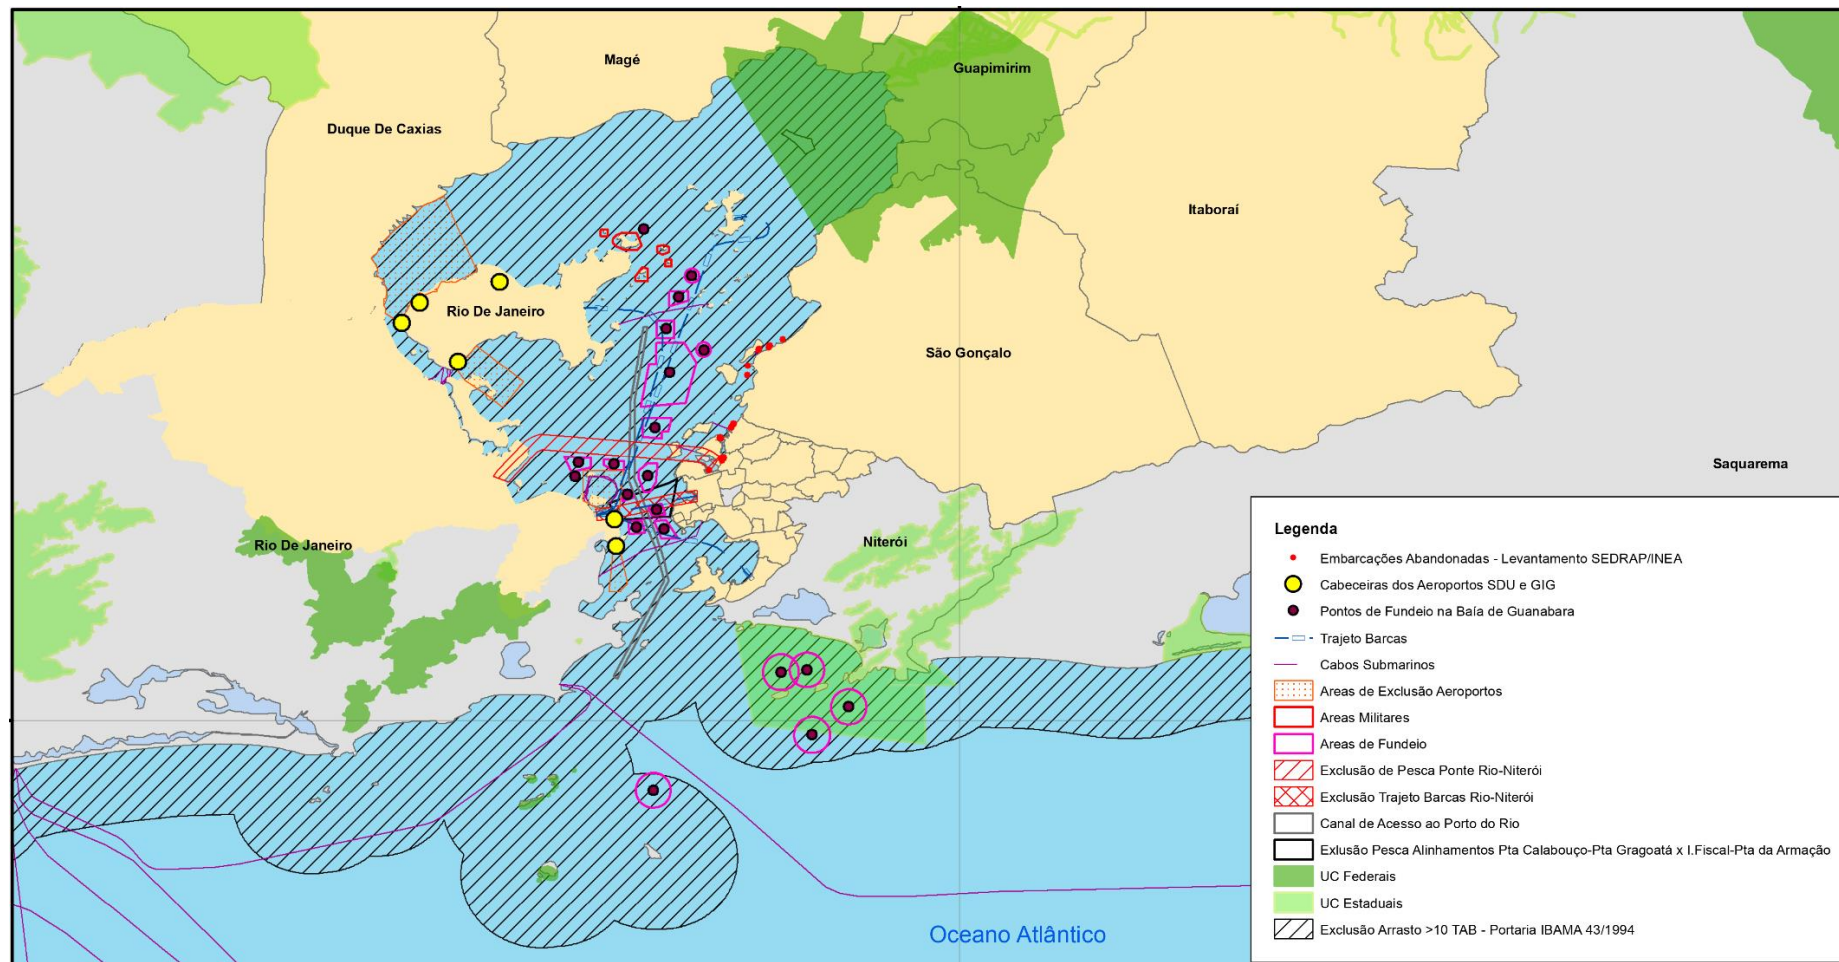 Magé
Guapimirim
Duque De Caxias
Itaboraí
Rio De Janeiro
São Gonçalo
Saquarema
Rio De Janeiro
Niterói
Oceano Atlântico
Legenda
Embarcações Abandonadas - Levantamento SEDRAP/INEA
Cabeceiras dos Aeroportos SDU e GIG
Pontos de Fundeio na Baía de Guanabara
Trajeto Barcas
Cabos Submarinos
Areas de Exclusão Aeroportos
Areas Militares
Areas de Fundeio
Exclusão de Pesca Ponte Rio-Niterói
Exclusão Trajeto Barcas Rio-Niterói
Canal de Acesso ao Porto do Rio
Exlusão Pesca Alinhamentos Pta Calabouço-Pta Gragoatá x I.Fiscal-Pta da Armação
UC Federais
UC Estaduais
Exclusão Arrasto >10 TAB - Portaria IBAMA 43/1994